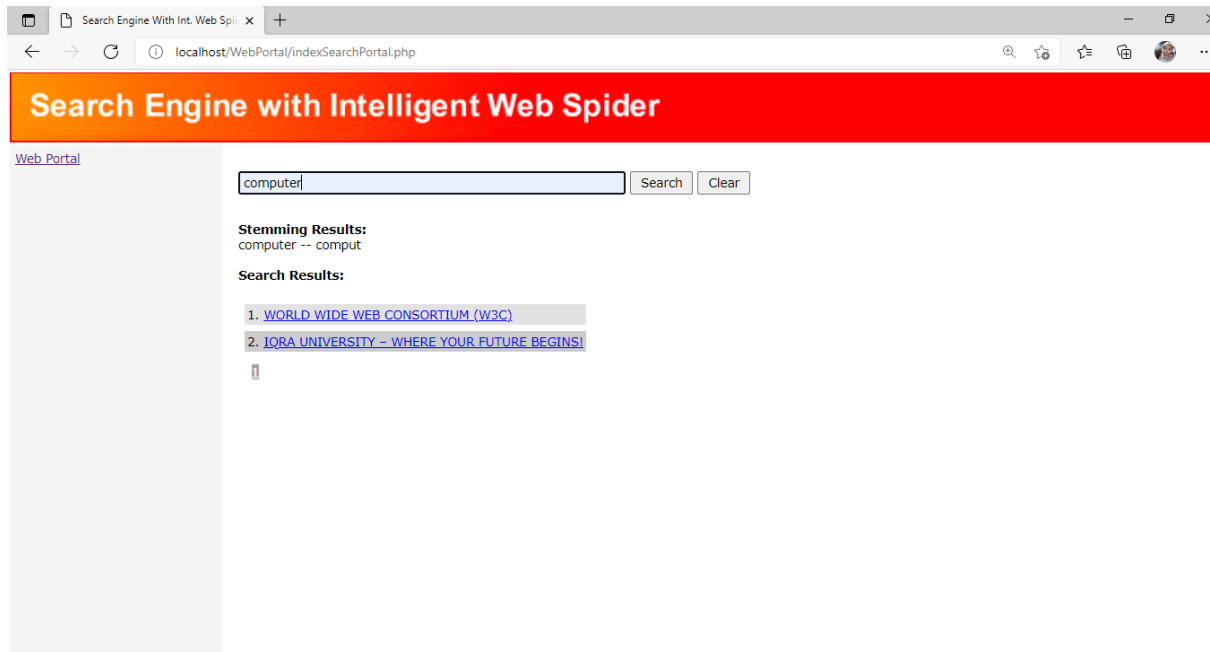 Search Engine With Int. Web Spi
localhost/WebPortal/indexSearchPortal.php
Search Engine with Intelligent Web Spider
Web Portal
computer
Search Clear
Stemming Results:
computer -- comput
Search Results:
1. WORLD WIDE WEB CONSORTIUM (W3C)
2. IQRA UNIVERSITY – WHERE YOUR FUTURE BEGINS!
1